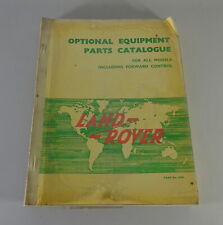 OPTIONAL EQUIPMENT
PARTS CATALOGUE
FOR ALL MODELS
INCLUDING FORWARD CONTROL
LAND-
ROVER